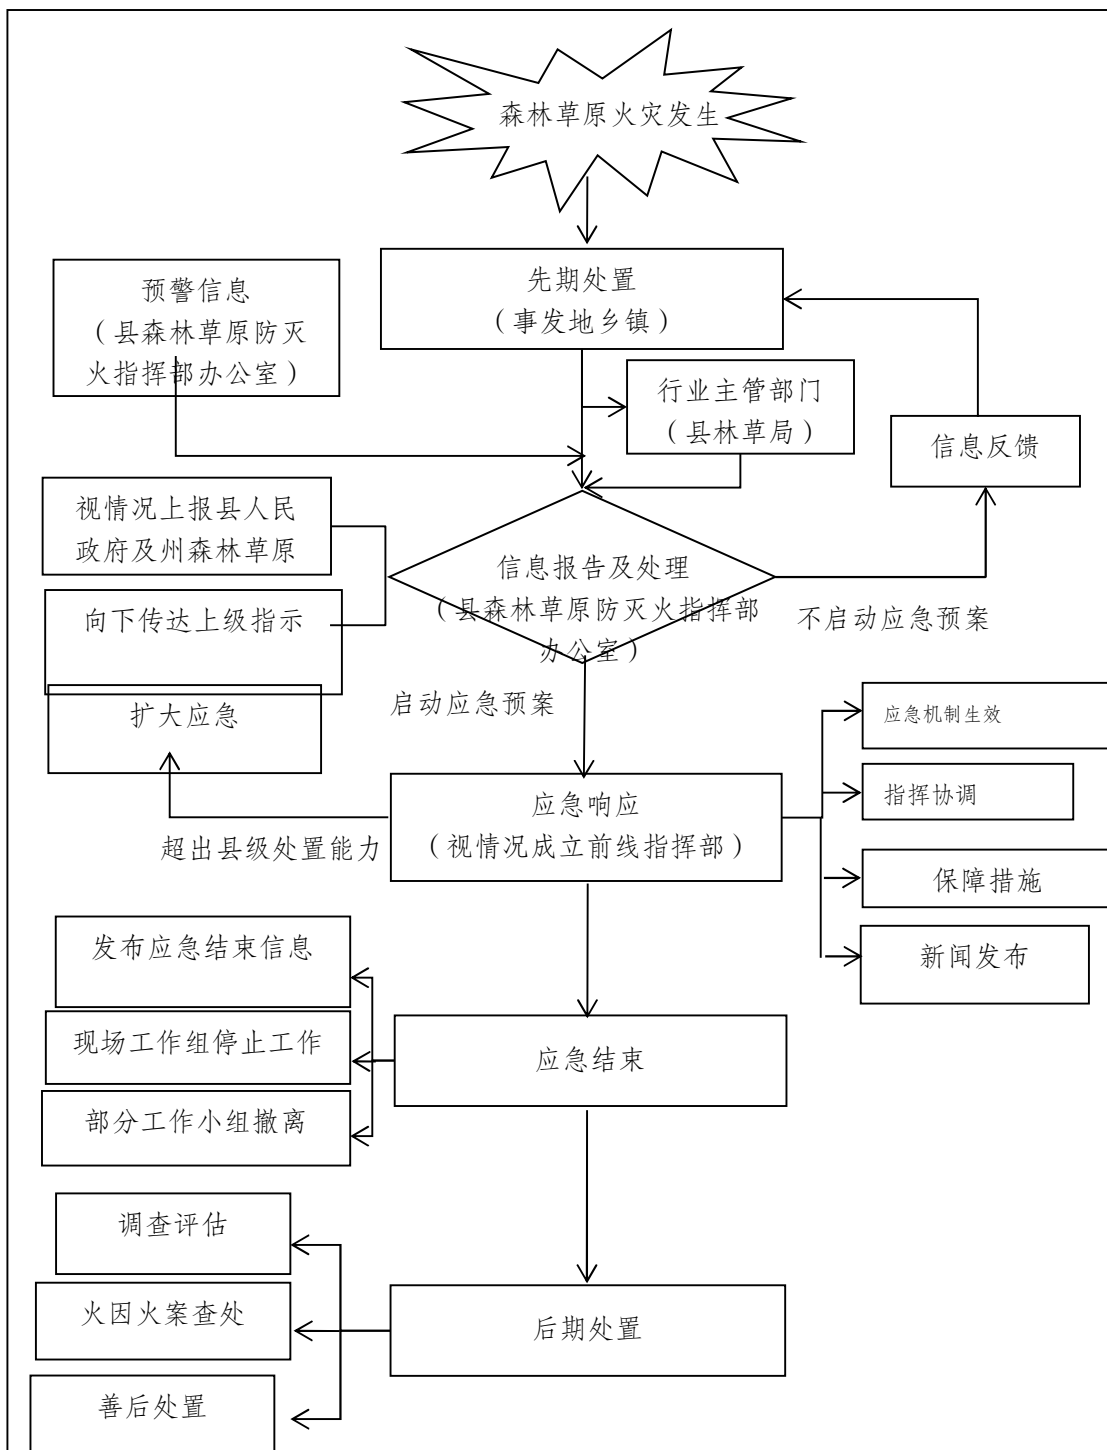 森林草原火灾发生
先期处置
（事发地乡镇）
预警信息
（县森林草原防灭
火指挥部办公室）
行业主管部门
（县林草局）
信息反馈
视情况上报县人民
政府及州森林草原
信息报告及处理
（县森林草原防灭火指挥部
办公室）
向下传达上级指示
不启动应急预案
扩大应急
启动应急预案
应急机制生效
指挥协调
应急响应
（视情况成立前线指挥部）
超出县级处置能力
保障措施
新闻发布
发布应急结束信息
现场工作组停止工作
应急结束
部分工作小组撤离
调查评估
火因火案查处
后期处置
善后处置